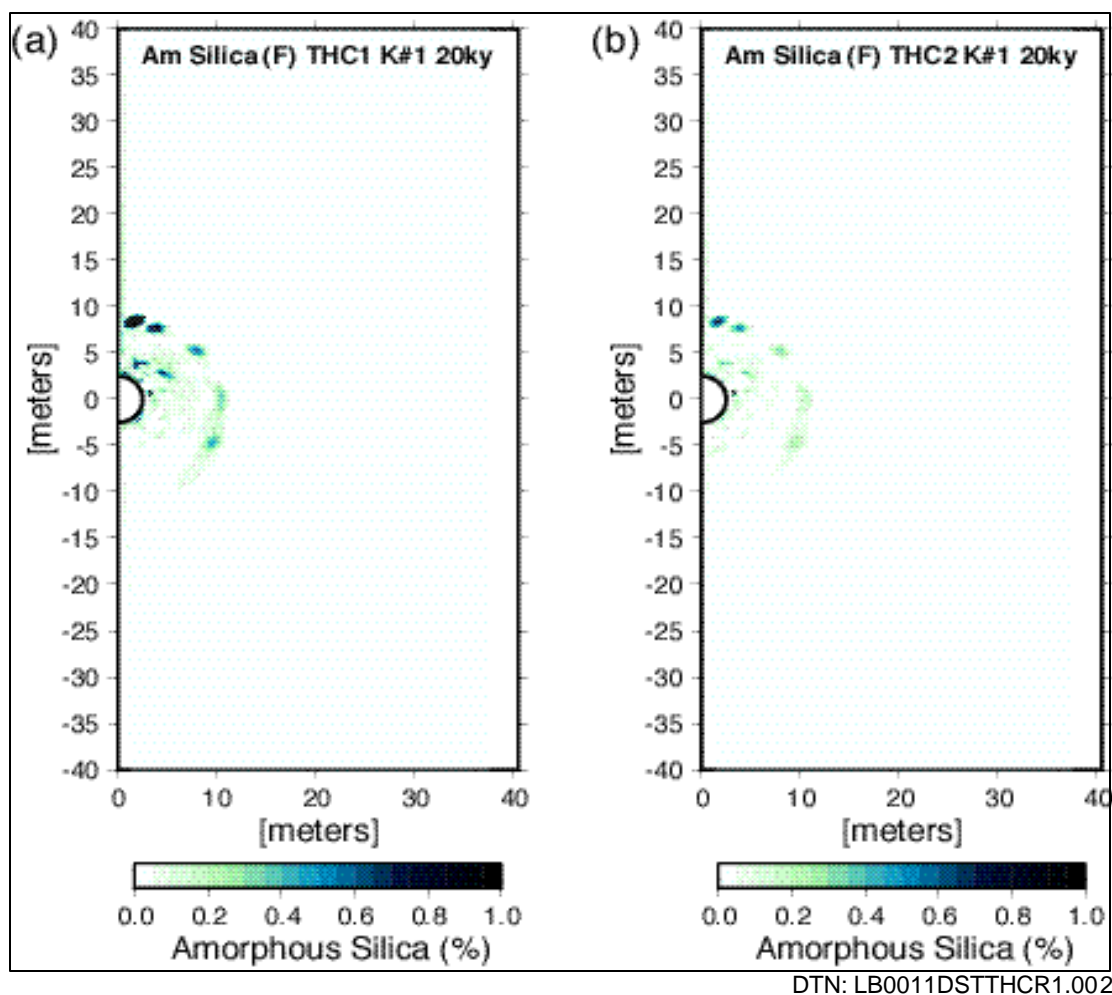 (a)
Am Silica (F) THC1 K#1 20ky
40
35
30
25
20
15
10
5
0
-5
-10
-15
-20
-25
-30
-35
-40
[meters]
0 10 20 30 40
[meters]
0.0 0.2 0.4 0.6 0.8 1.0
Amorphous Silica (%)
(b)
Am Silica (F) THC2 K#1 20ky
40
35
30
25
20
15
10
5
0
-5
-10
-15
-20
-25
-30
-35
-40
[meters]
0 10 20 30 40
[meters]
0.0 0.2 0.4 0.6 0.8 1.0
Amorphous Silica (%)
DTN: LB0011DSTTHCR1.002